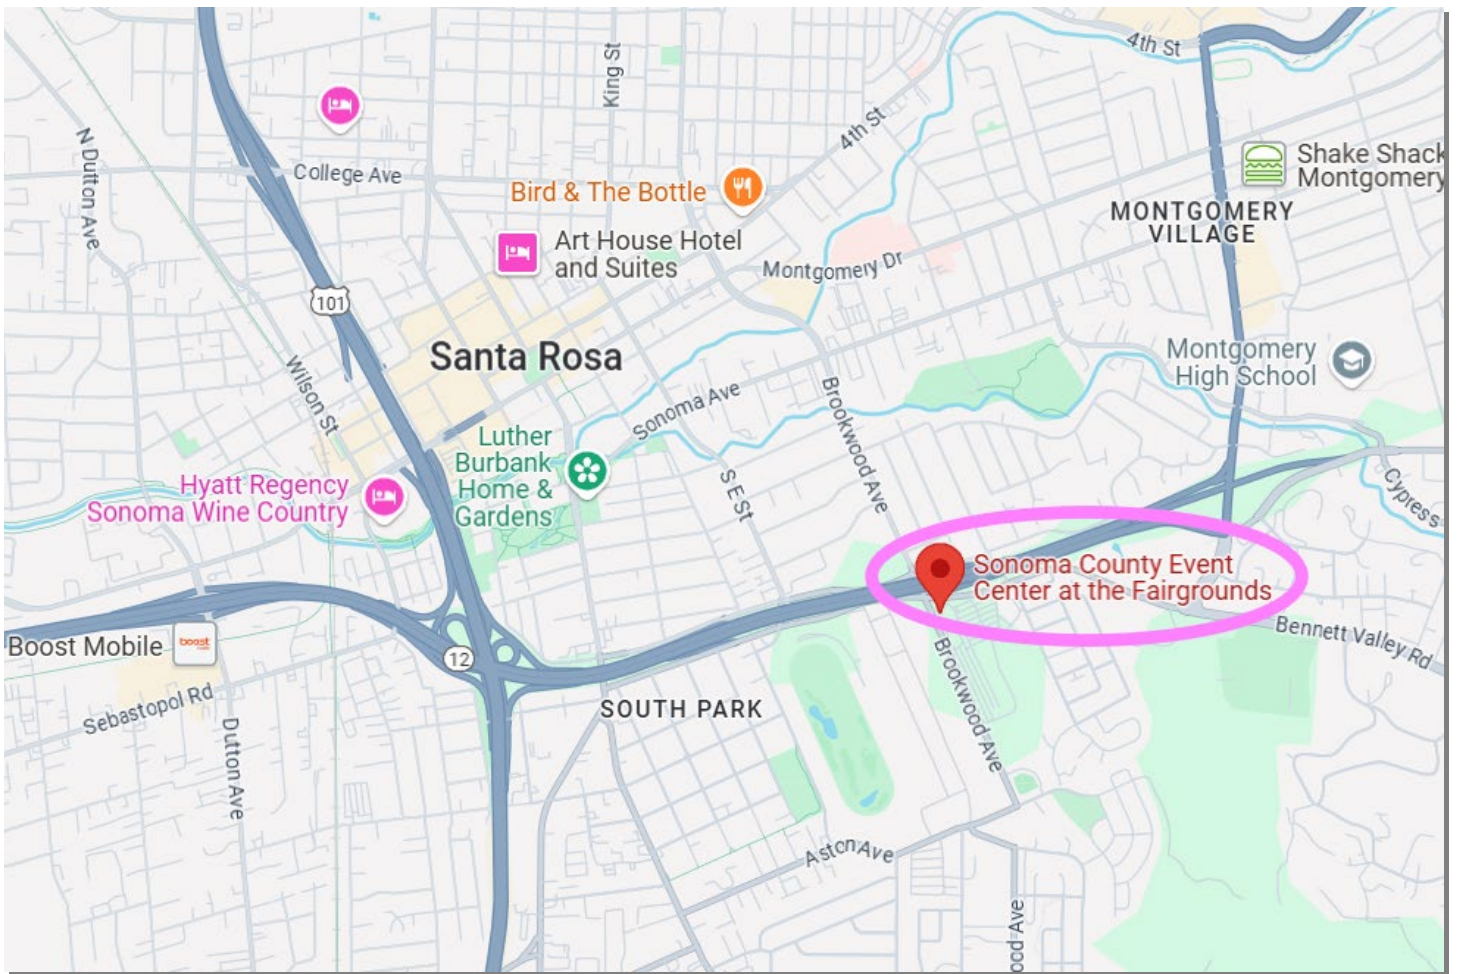 4th St
King St
N Dutton Ave
4th St
College Ave
Shake Shack
Montgomery
Bird & The Bottle
MONTGOMERY
VILLAGE
Art House Hotel
and Suites
Montgomery Dr
101
Santa Rosa
Montgomery
High School
Wilson St
Sonoma Ave
Brookwood Ave
Luther
Burbank
Home &
Gardens
Hyatt Regency
Sonoma Wine Country
S E St
Cypress
Sonoma County Event
Center at the Fairgrounds
Boost Mobile
boost
12
Bennett Valley Rd
Sebastopol Rd
SOUTH PARK
Brookwood Ave
Dutton Ave
Aston Ave
ood Ave